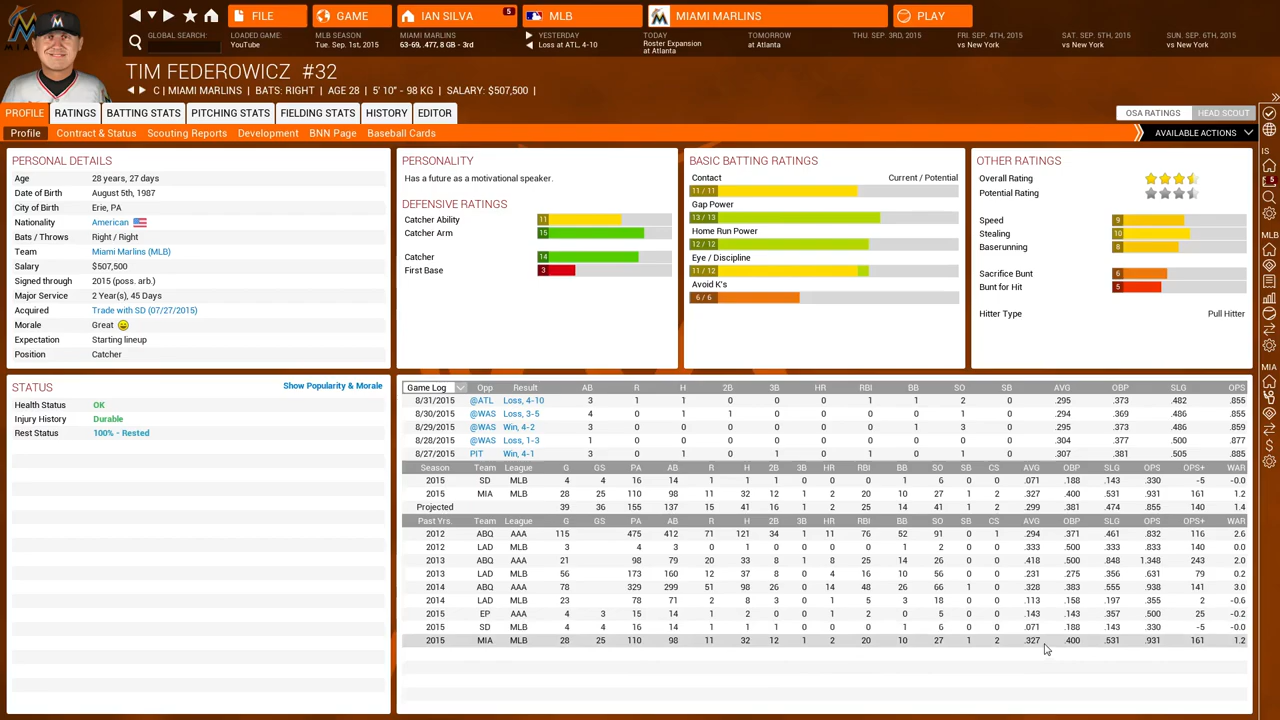 FILE
GAME
IAN SILVA 5
MLB
MIAMI MARLINS
PLAY
GLOBAL SEARCH:
LOADED GAME:
YouTube
MLB SEASON
Tue. Sep. 1st, 2015
MIAMI MARLINS
63-69, .477, 8 GB - 3rd
YESTERDAY
Loss at ATL, 4-10
TODAY
Roster Expansion
at Atlanta
TOMORROW
at Atlanta
THU. SEP. 3RD, 2015
FRI. SEP. 4TH, 2015
vs New York
SAT. SEP. 5TH, 2015
vs New York
SUN. SEP. 6TH, 2015
vs New York
TIM FEDEROWICZ #32
C | MIAMI MARLINS | BATS: RIGHT | AGE 28 | 5' 10" - 98 KG | SALARY: $507,500 |
PROFILE RATINGS BATTING STATS PITCHING STATS FIELDING STATS HISTORY EDITOR
OSA RATINGS HEAD SCOUT
Profile Contract & Status Scouting Reports Development BNN Page Baseball Cards
AVAILABLE ACTIONS
PERSONAL DETAILS
Age 28 years, 27 days
Date of Birth August 5th, 1987
City of Birth Erie, PA
Nationality American
Bats / Throws Right / Right
Team Miami Marlins (MLB)
Salary $507,500
Signed through 2015 (poss. arb.)
Major Service 2 Year(s), 45 Days
Acquired Trade with SD (07/27/2015)
Morale Great
Expectation Starting lineup
Position Catcher
PERSONALITY
Has a future as a motivational speaker.
DEFENSIVE RATINGS
Catcher Ability 11
Catcher Arm 15
Catcher 14
First Base 3
BASIC BATTING RATINGS
Contact Current / Potential
11 / 11
Gap Power
13 / 13
Home Run Power
12 / 12
Eye / Discipline
11 / 12
Avoid K's
6 / 6
OTHER RATINGS
Overall Rating
Potential Rating
Speed 9
Stealing 10
Baserunning 8
Sacrifice Bunt 6
Bunt for Hit 5
Hitter Type Pull Hitter
STATUS
Show Popularity & Morale
Health Status OK
Injury History Durable
Rest Status 100% - Rested
Game Log Opp Result AB R H 2B 3B HR RBI BB SO SB AVG OBP SLG OPS
8/31/2015 @ATL Loss, 4-10 3 1 1 0 0 0 1 1 2 0 .295 .373 .482 .855
8/30/2015 @WAS Loss, 3-5 4 0 1 1 0 0 0 0 0 0 .294 .369 .486 .855
8/29/2015 @WAS Win, 4-2 3 0 0 0 0 0 0 1 3 0 .295 .373 .486 .859
8/28/2015 @WAS Loss, 1-3 1 0 0 0 0 0 0 0 0 0 .304 .377 .500 .877
8/27/2015 PIT Win, 4-1 3 0 1 0 0 0 0 1 1 0 .307 .381 .505 .885
Season Team League G GS PA AB R H 2B 3B HR RBI BB SO SB CS AVG OBP SLG OPS OPS+ WAR
2015 SD MLB 4 4 16 14 1 1 1 0 0 0 1 6 0 0 .071 .188 .143 .330 -5 -0.0
2015 MIA MLB 28 25 110 98 11 32 12 1 2 20 10 27 1 2 .327 .400 .531 .931 161 1.2
Projected 39 36 155 137 15 41 16 1 2 25 14 41 1 2 .299 .381 .474 .855 140 1.4
Past Yrs. Team League G GS PA AB R H 2B 3B HR RBI BB SO SB CS AVG OBP SLG OPS OPS+ WAR
2012 ABQ AAA 115 475 412 71 121 34 1 11 76 52 91 0 1 .294 .371 .461 .832 116 2.6
2012 LAD MLB 3 4 3 0 1 0 0 0 0 1 2 0 0 .333 .500 .333 .833 140 0.0
2013 ABQ AAA 21 98 79 20 33 8 1 8 25 14 26 0 0 .418 .500 .848 1.348 243 2.0
2013 LAD MLB 56 173 160 12 37 8 0 4 16 10 56 0 0 .231 .275 .356 .631 79 0.2
2014 ABQ AAA 78 329 299 51 98 26 0 14 48 26 66 1 0 .328 .383 .555 .938 141 3.0
2014 LAD MLB 23 78 71 2 8 3 0 1 5 3 18 0 0 .113 .158 .197 .355 2 -0.6
2015 EP AAA 4 3 15 14 1 2 0 0 1 2 0 5 0 0 .143 .143 .357 .500 25 -0.2
2015 SD MLB 4 4 16 14 1 1 1 0 0 0 1 6 0 0 .071 .188 .143 .330 -5 -0.0
2015 MIA MLB 28 25 110 98 11 32 12 1 2 20 10 27 1 2 .327 .400 .531 .931 161 1.2
IS
5
MLB
MIA